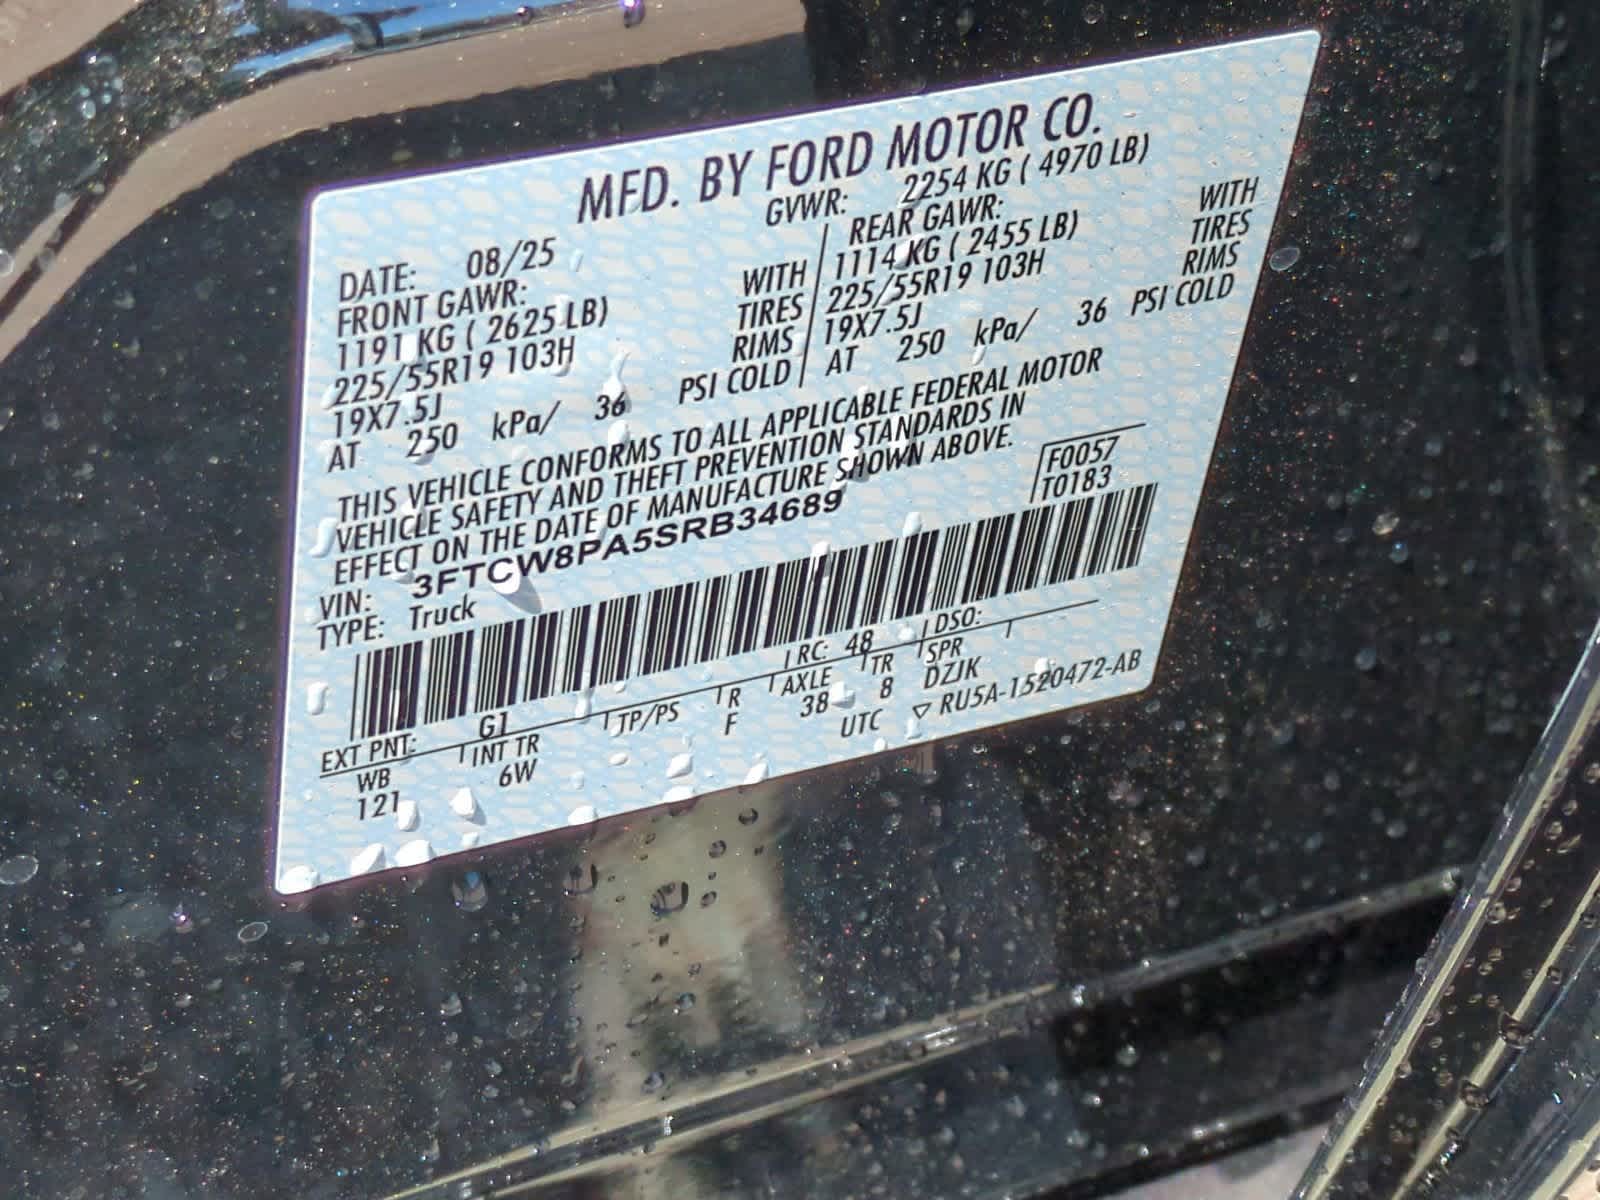 MFD. BY FORD MOTOR CO.
DATE: 08/25 GVWR: 2254 KG ( 4970 LB)
FRONT GAWR: REAR GAWR:
1191 KG ( 2625 LB) WITH 1114 KG ( 2455 LB) WITH
225/55R19 103H TIRES 225/55R19 103H TIRES
19X7.5J RIMS 19X7.5J RIMS
AT 250 kPa/ 36 PSI COLD AT 250 kPa/ 36 PSI COLD
THIS VEHICLE CONFORMS TO ALL APPLICABLE FEDERAL MOTOR
VEHICLE SAFETY AND THEFT PREVENTION STANDARDS IN
EFFECT ON THE DATE OF MANUFACTURE SHOWN ABOVE.
VIN: 3FTCW8PA5SRB34689 F0057
TYPE: Truck T0183
EXT PNT: G1 RC: 48 DSO:
WB INT TR TP/PS R AXLE TR SPR
121 6W F 38 8 DZJK
UTC ▽ RU5A-1520472-AB